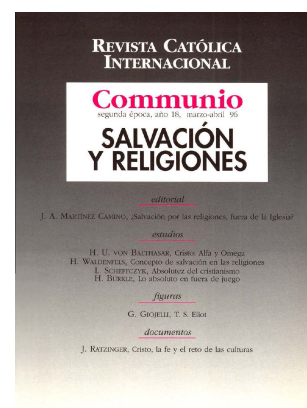 REVISTA CATÓLICA
INTERNACIONAL
Communio
segunda época, año 18, marzo-abril 96
SALVACIÓN
Y RELIGIONES
editorial
J. A. MARTÍNEZ CAMINO, ¿Salvación por las religiones, fuera de la Iglesia?
estudios
H. U. VON BALTHASAR, Cristo: Alfa y Omega
H. WALDENFELS, Concepto de salvación en las religiones
L. SCHEFFCZYK, Absolutez del cristianismo
H. BÜRKLE, Lo absoluto en fuera de juego
figuras
G. GIOJELLI, T. S. Eliot
documentos
J. RATZINGER, Cristo, la fe y el reto de las culturas